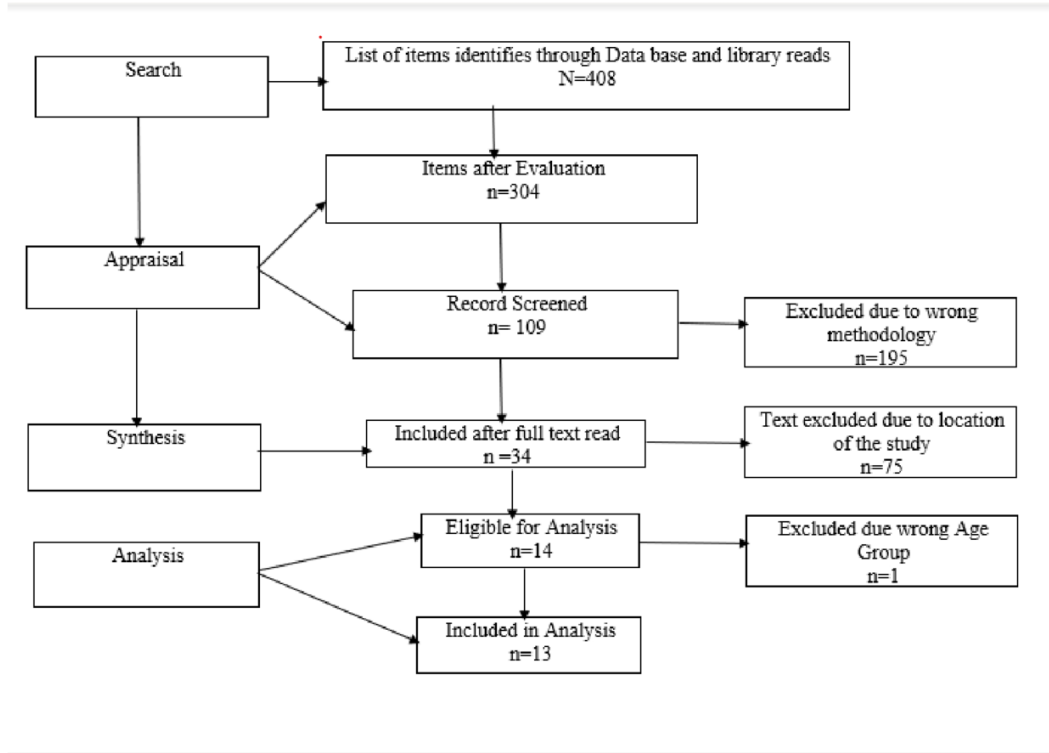 Search
List of items identifies through Data base and library reads
N=408
Items after Evaluation
n=304
Appraisal
Record Screened
n= 109
Excluded due to wrong
methodology
n=195
Synthesis
Included after full text read
n =34
Text excluded due to location
of the study
n=75
Analysis
Eligible for Analysis
n=14
Excluded due wrong Age
Group
n=1
Included in Analysis
n=13